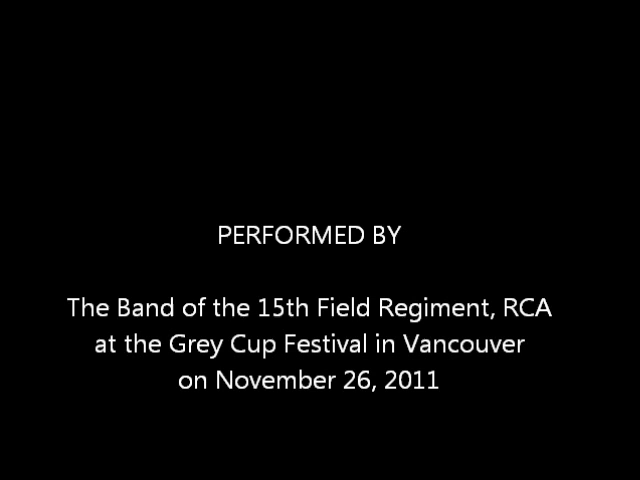 PERFORMED BY
The Band of the 15th Field Regiment, RCA
at the Grey Cup Festival in Vancouver
on November 26, 2011